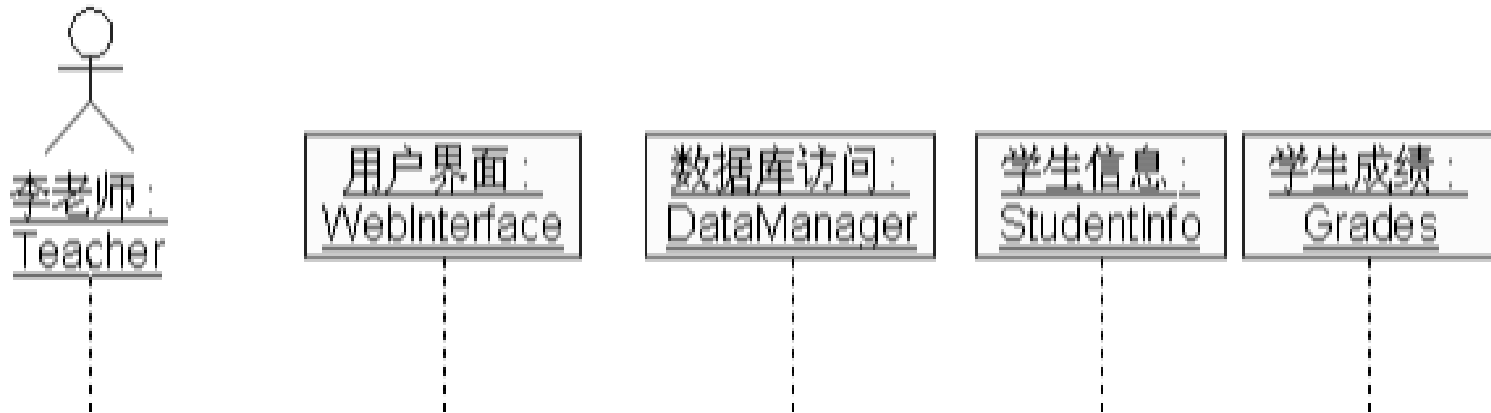 李老师：
Teacher
用户界面：
WebInterface
数据库访问：
DataManager
学生信息：
StudentInfo
学生成绩：
Grades